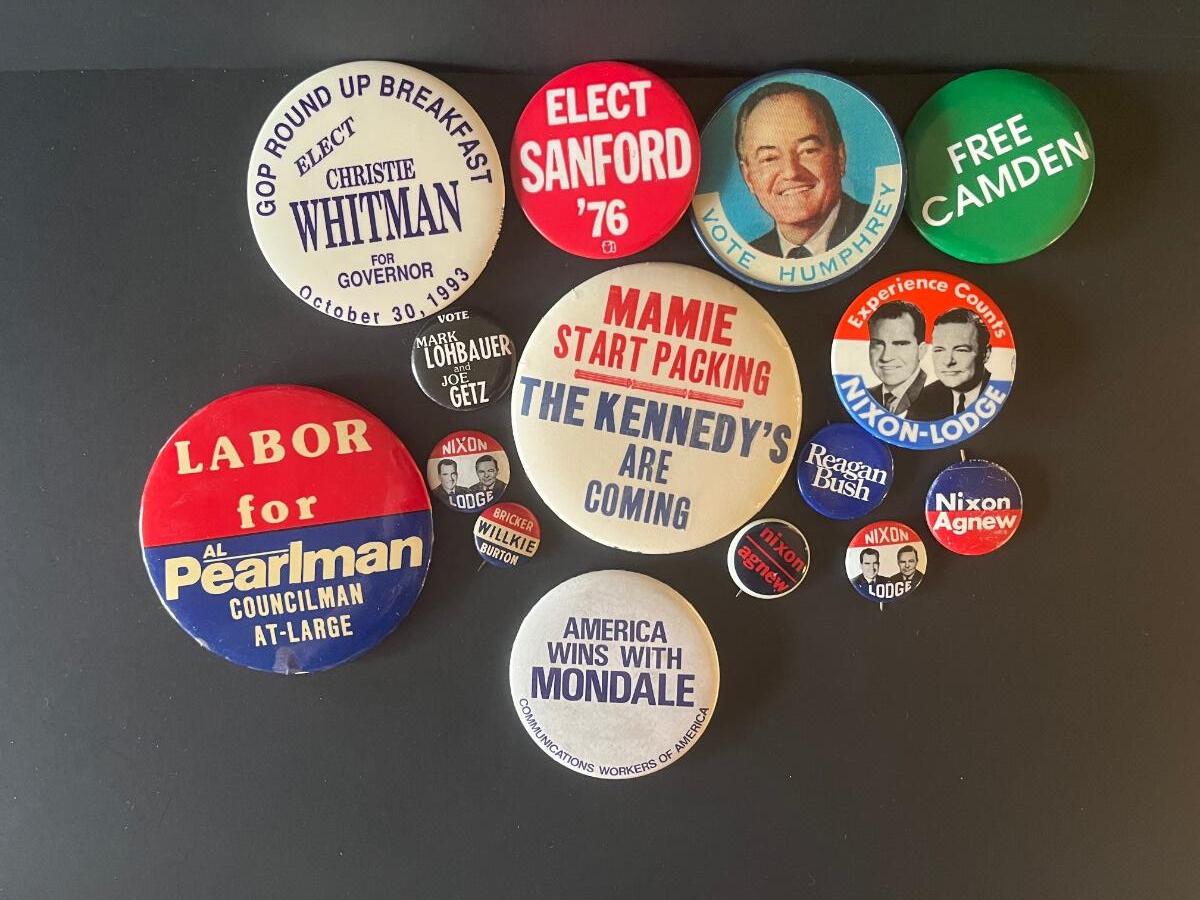 GOP ROUND UP BREAKFAST
ELECT
CHRISTIE
WHITMAN
FOR
GOVERNOR
October 30, 1993
ELECT
SANFORD
'76
VOTE HUMPHREY
FREE
CAMDEN
VOTE
MARK
LOHBAUER
and
JOE
GETZ
MAMIE
START PACKING
THE KENNEDY'S
ARE
COMING
Experience Counts
NIXON-LODGE
LABOR
for
AL
Pearlman
COUNCILMAN
AT-LARGE
NIXON
LODGE
BRICKER
WILLKIE
BURTON
Reagan
Bush
Nixon
Agnew
nixon
agnew
NIXON
LODGE
AMERICA
WINS WITH
MONDALE
COMMUNICATIONS WORKERS OF AMERICA